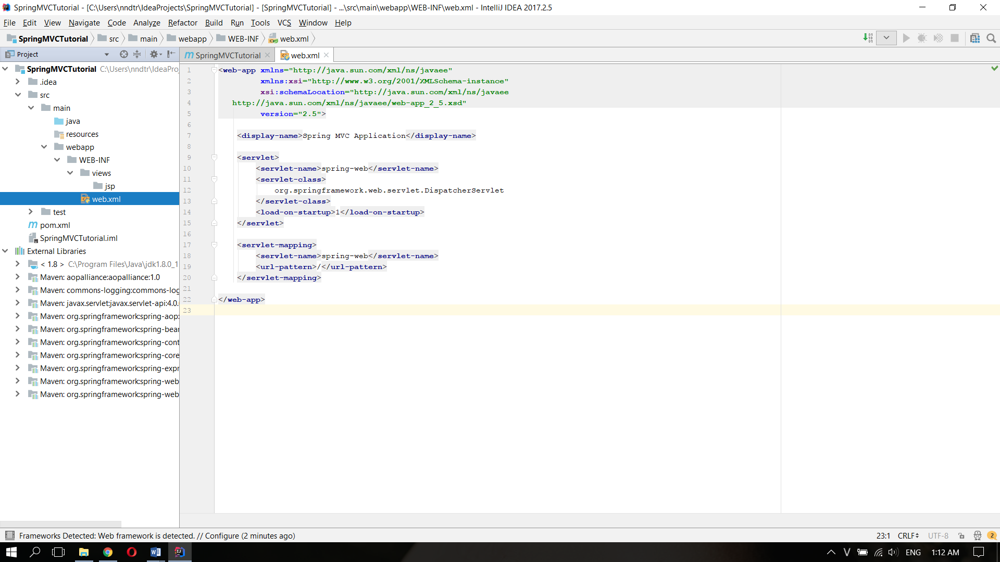 SpringMVCTutorial - [C:\Users\nndtr\IdeaProjects\SpringMVCTutorial] - [SpringMVCTutorial] - ...\src\main\webapp\WEB-INF\web.xml - IntelliJ IDEA 2017.2.5
File Edit View Navigate Code Analyze Refactor Build Run Tools VCS Window Help
SpringMVCTutorial src main webapp WEB-INF web.xml
Project
SpringMVCTutorial web.xml
SpringMVCTutorial C:\Users\nndtr\IdeaPro
.idea
src
main
java
resources
webapp
WEB-INF
views
jsp
web.xml
test
pom.xml
SpringMVCTutorial.iml
External Libraries
< 1.8 > C:\Program Files\Java\jdk1.8.0_1
Maven: aopalliance:aopalliance:1.0
Maven: commons-logging:commons-log
Maven: javax.servlet:javax.servlet-api:4.0.
Maven: org.springframework:spring-aop:
Maven: org.springframework:spring-bear
Maven: org.springframework:spring-cont
Maven: org.springframework:spring-core
Maven: org.springframework:spring-expr
Maven: org.springframework:spring-web
Maven: org.springframework:spring-web
1 <web-app xmlns="http://java.sun.com/xml/ns/javaee"
2 xmlns:xsi="http://www.w3.org/2001/XMLSchema-instance"
3 xsi:schemaLocation="http://java.sun.com/xml/ns/javaee
4 http://java.sun.com/xml/ns/javaee/web-app_2_5.xsd"
5 version="2.5">
6
7 <display-name>Spring MVC Application</display-name>
8
9 <servlet>
10 <servlet-name>spring-web</servlet-name>
11 <servlet-class>
12 org.springframework.web.servlet.DispatcherServlet
13 </servlet-class>
14 <load-on-startup>1</load-on-startup>
15 </servlet>
16
17 <servlet-mapping>
18 <servlet-name>spring-web</servlet-name>
19 <url-pattern>/</url-pattern>
20 </servlet-mapping>
21
22 </web-app>
23
Frameworks Detected: Web framework is detected. // Configure (2 minutes ago)
23:1 CRLF UTF-8 2
V ENG 1:12 AM